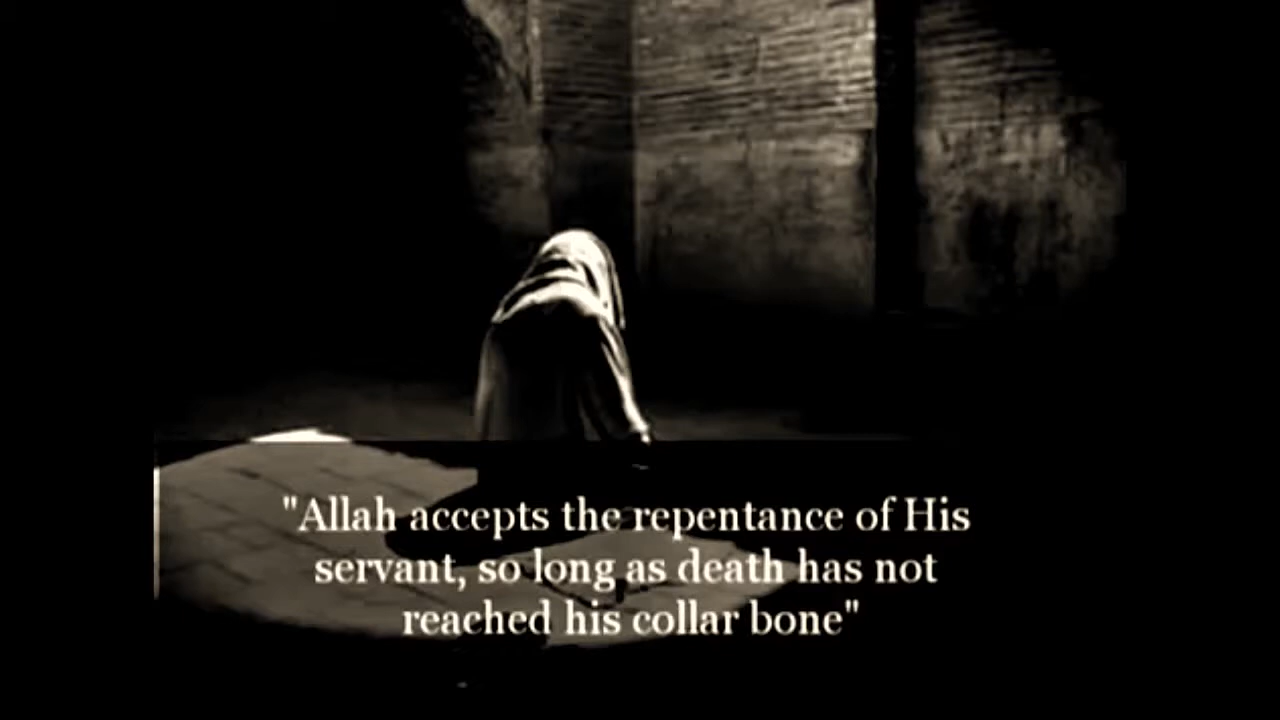 "Allah accepts the repentance of His
servant, so long as death has not
reached his collar bone"